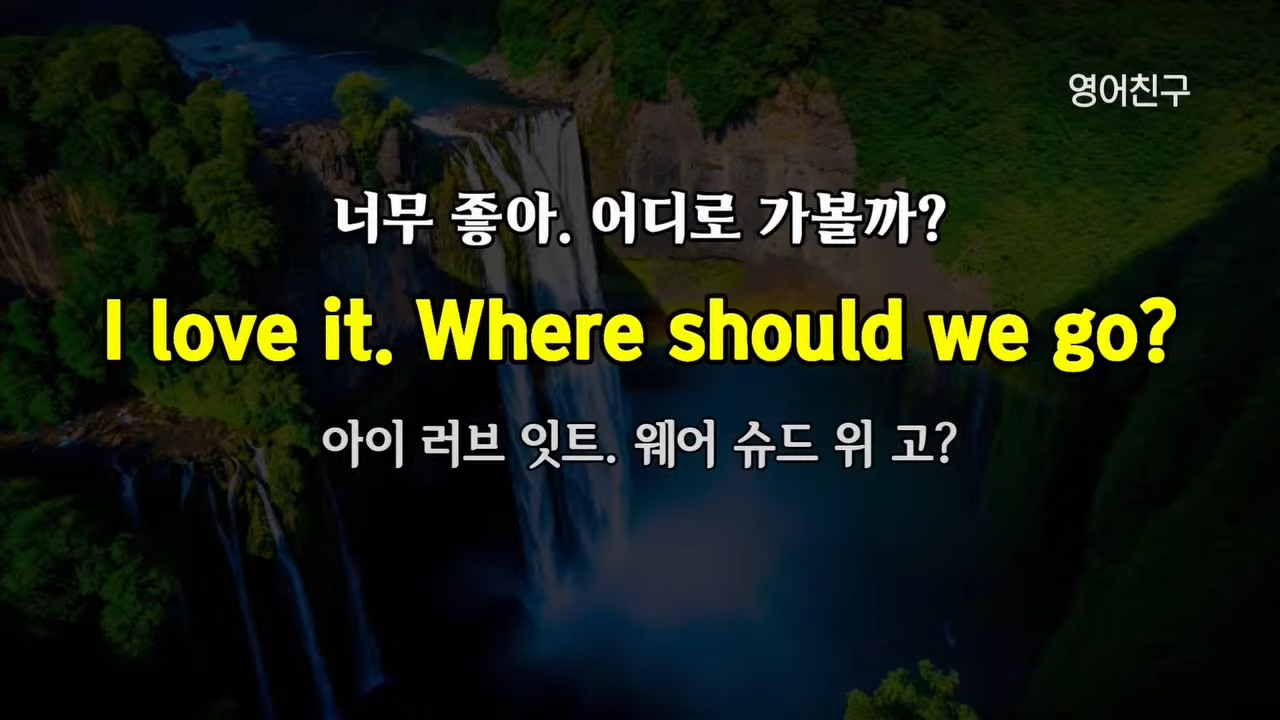 영어친구
너무 좋아. 어디로 가볼까?
I love it. Where should we go?
아이 러브 잇트. 웨어 슈드 위 고?